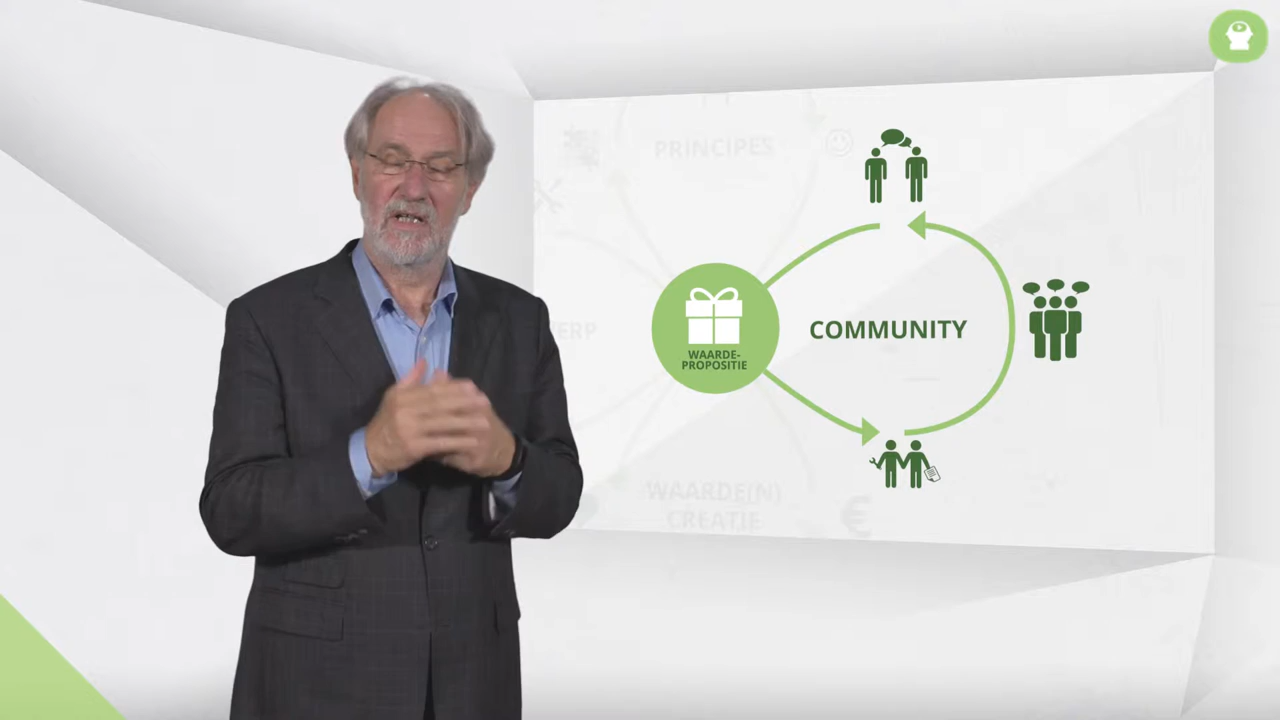 PRINCIPES
COMMUNITY
WAARDE-
PROPOSITIE
WAARDE(N)
CREATIE
€